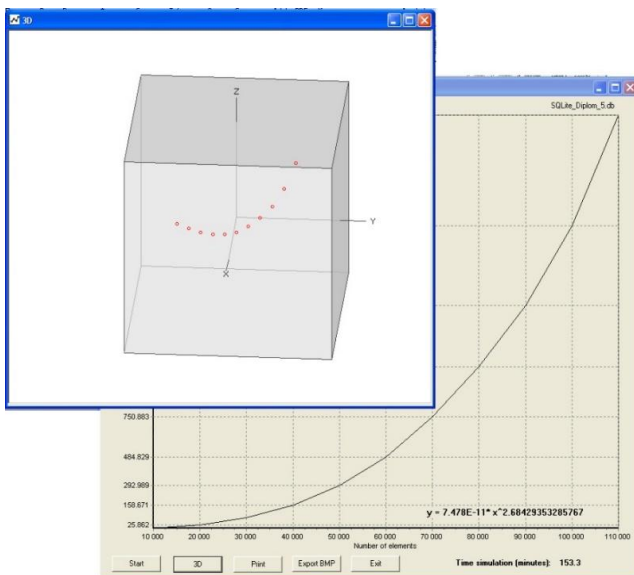 3D
Z
Y
X
SQLite_Diplom_5.db
750.883
484.829
292.989
158.671
25.862
y = 7.478E-11* x^2.68429353285767
10 000 20 000 30 000 40 000 50 000 60 000 70 000 80 000 90 000 100 000 110 000
Number of elements
Start 3D Print Export BMP Exit Time simulation (minutes): 153.3